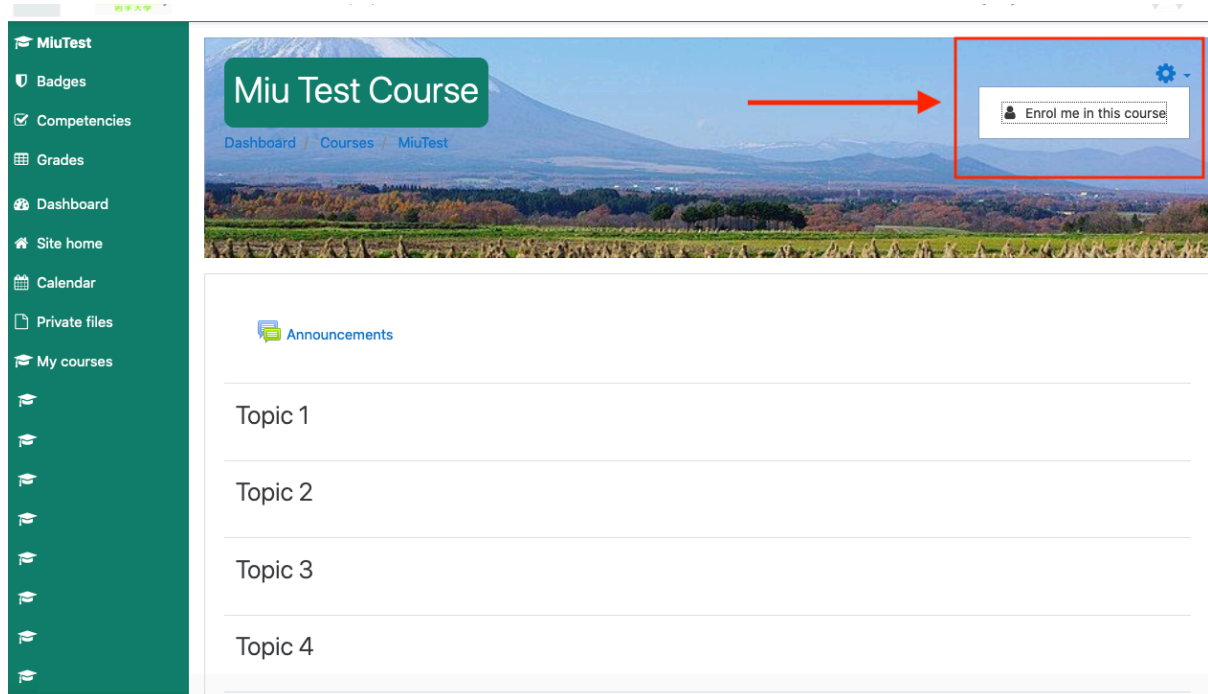 MiuTest
Badges
Competencies
Grades
Dashboard
Site home
Calendar
Private files
My courses
Miu Test Course
Dashboard / Courses / MiuTest
Enrol me in this course
Announcements
Topic 1
Topic 2
Topic 3
Topic 4